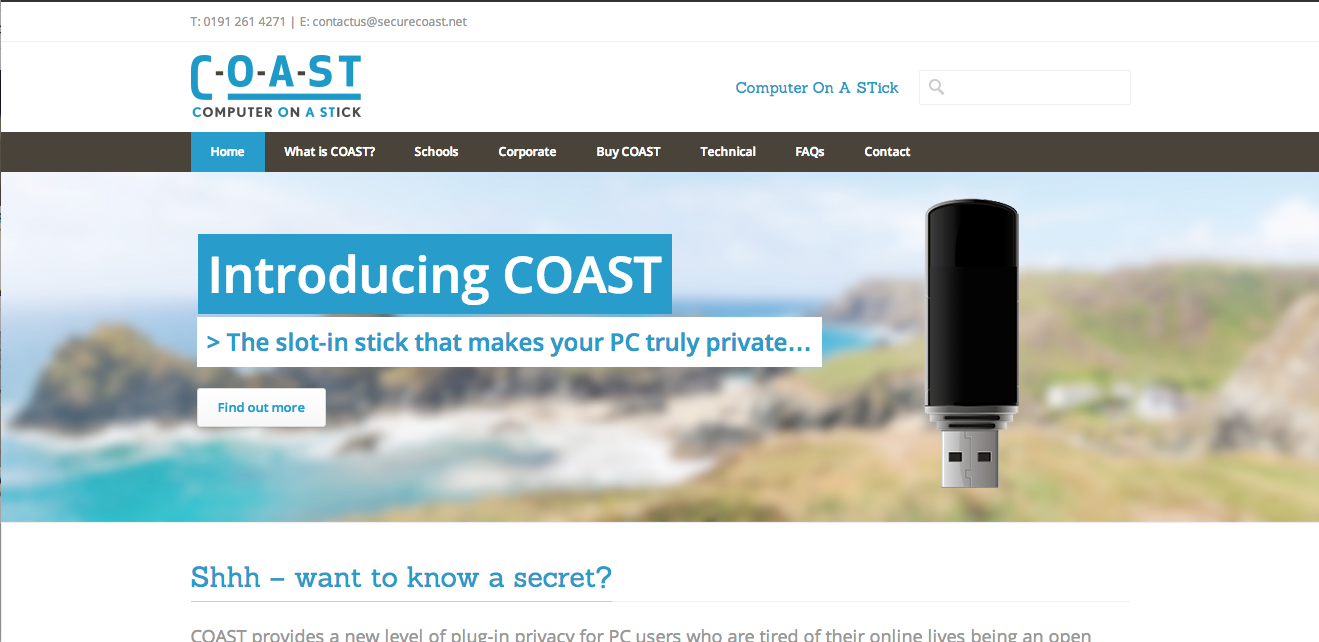 T: 0191 261 4271 | E: contactus@securecoast.net
C-O-A-ST
COMPUTER ON A STICK
Computer On A STick
Home What is COAST? Schools Corporate Buy COAST Technical FAQs Contact
Introducing COAST
> The slot-in stick that makes your PC truly private...
Find out more
Shhh – want to know a secret?
COAST provides a new level of plug-in privacy for PC users who are tired of their online lives being an open